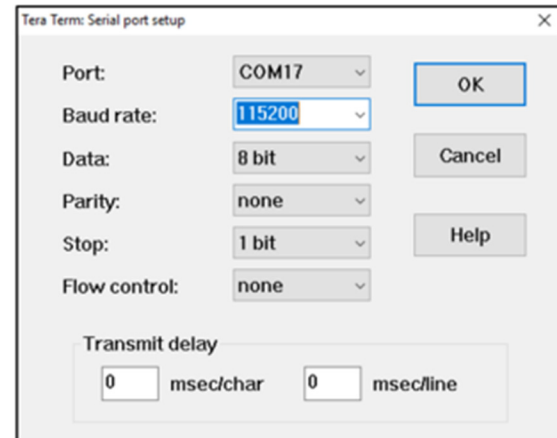 Tera Term: Serial port setup
Port: COM17 OK
Baud rate: 115200
Data: 8 bit Cancel
Parity: none
Stop: 1 bit Help
Flow control: none
Transmit delay
0 msec/char 0 msec/line